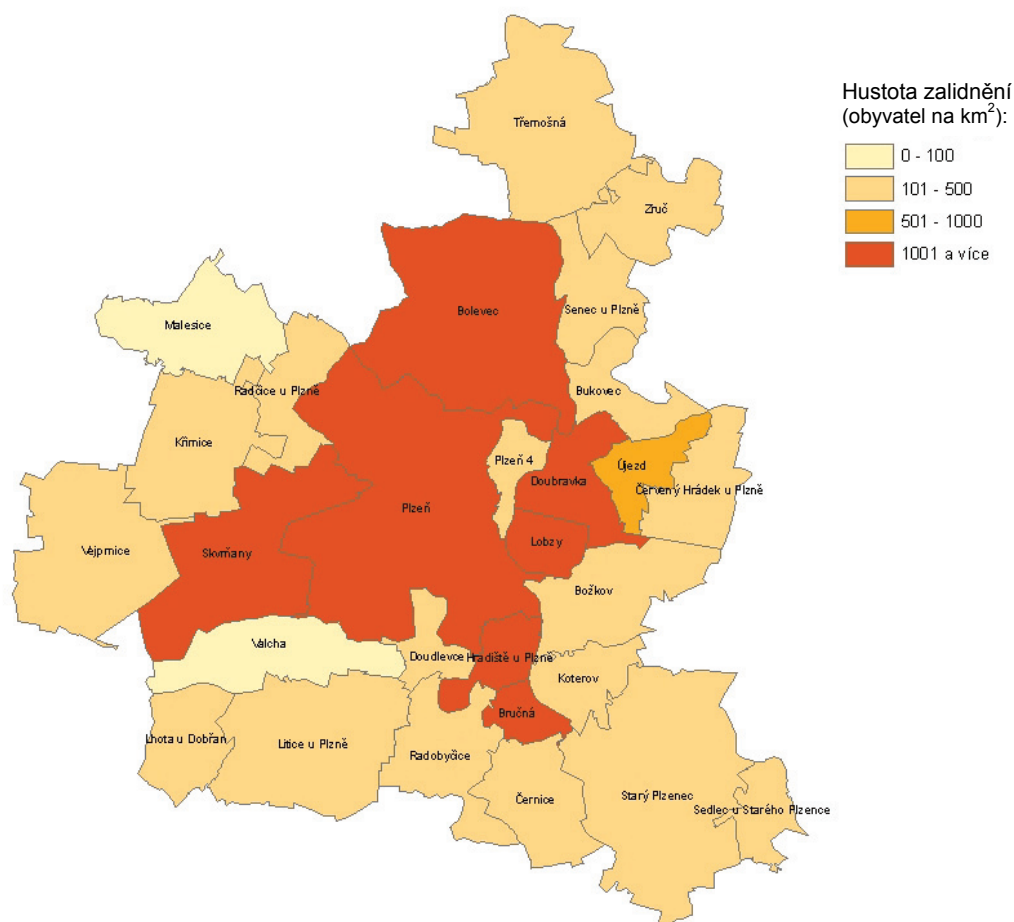 Hustota zalidnění
(obyvatel na km²):
0 - 100
101 - 500
501 - 1000
1001 a více
Třemošná
Zruč
Bolevec
Senec u Plzně
Malesice
Radčice u Plzně
Bukovec
Křimice
Plzeň 4
Újezd
Doubravka
Červený Hrádek u Plzně
Plzeň
Lobzy
Vejprnice
Skvrňany
Božkov
Valcha
Doudlevce
Hradiště u Plzně
Koterov
Bručná
Lhota u Dobřan
Litice u Plzně
Radobyčice
Černice
Starý Plzenec
Sedlec u Starého Plzence